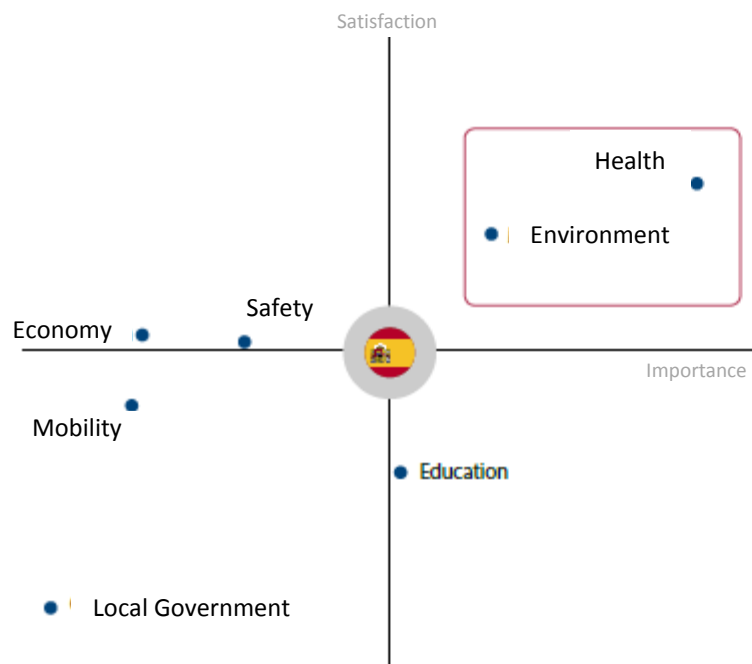 Satisfaction
Health
Environment
Safety
Economy
Importance
Mobility
Education
Local Government